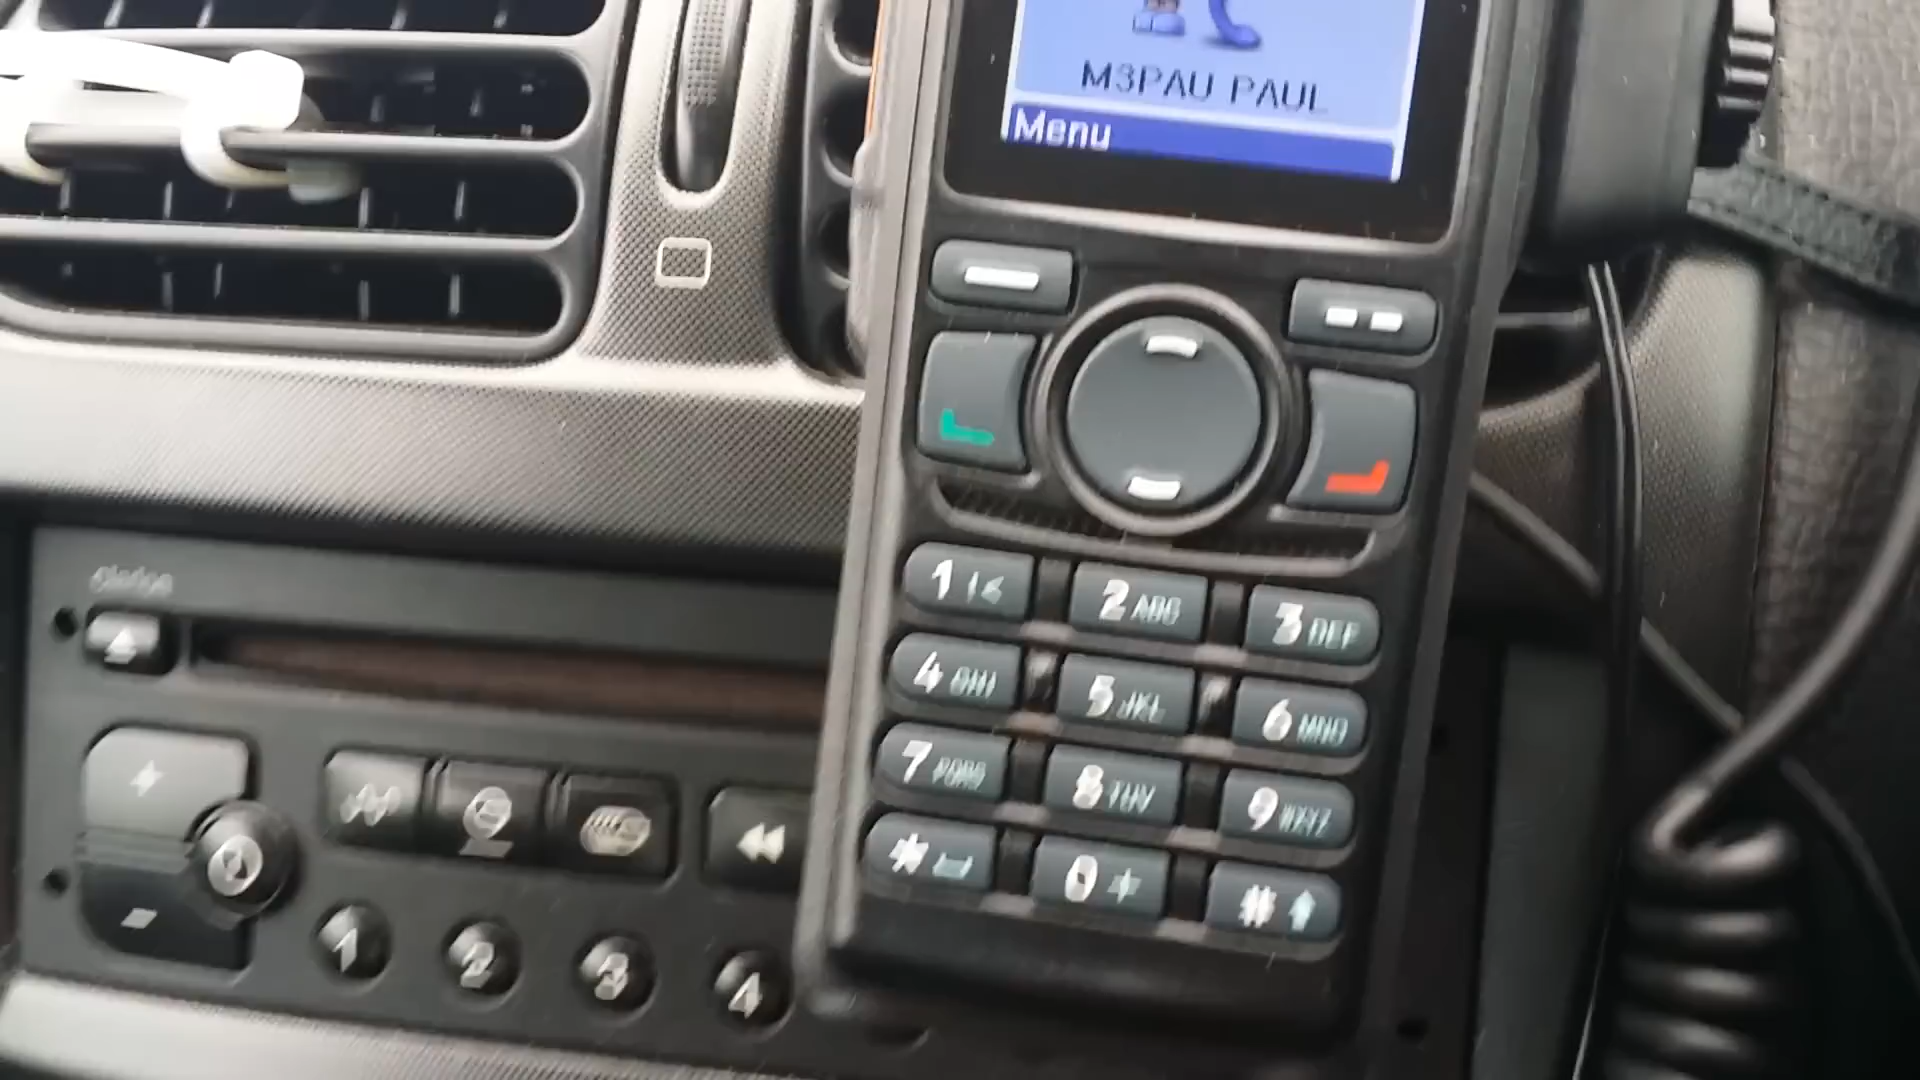 M3PAU PAUL
Menu
1
2 ABC
3 DEF
4 GHI
5 JKL
6 MNO
7 PQRS
8 TUV
9 WXYZ
*
0
#
Clarion
1
2
3
4